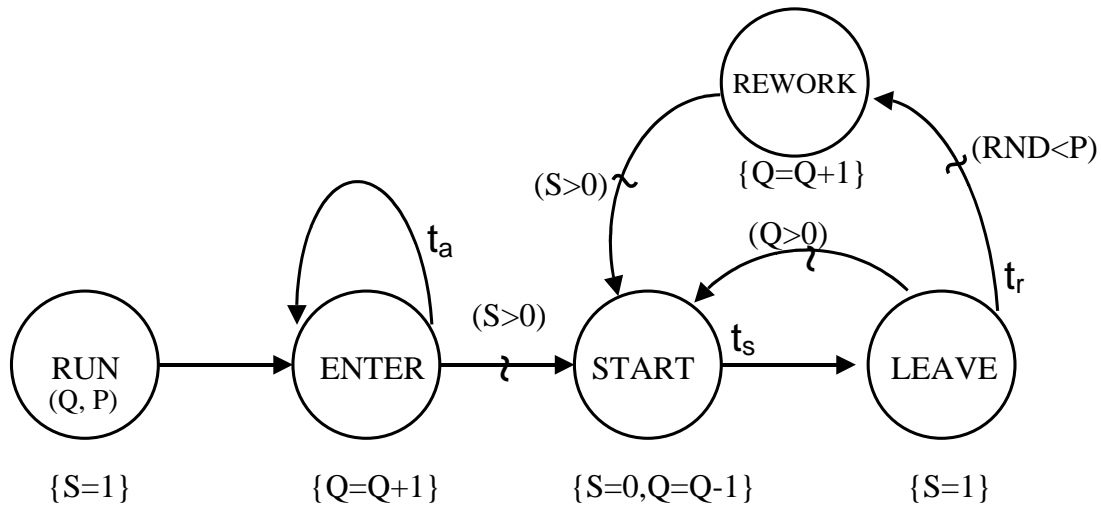 REWORK
(RND<P)
{Q=Q+1}
(S>0)
(Q>0)
t_a
t_r
(S>0)
t_s
RUN
(Q, P)
ENTER
START
LEAVE
{S=1}
{Q=Q+1}
{S=0,Q=Q-1}
{S=1}